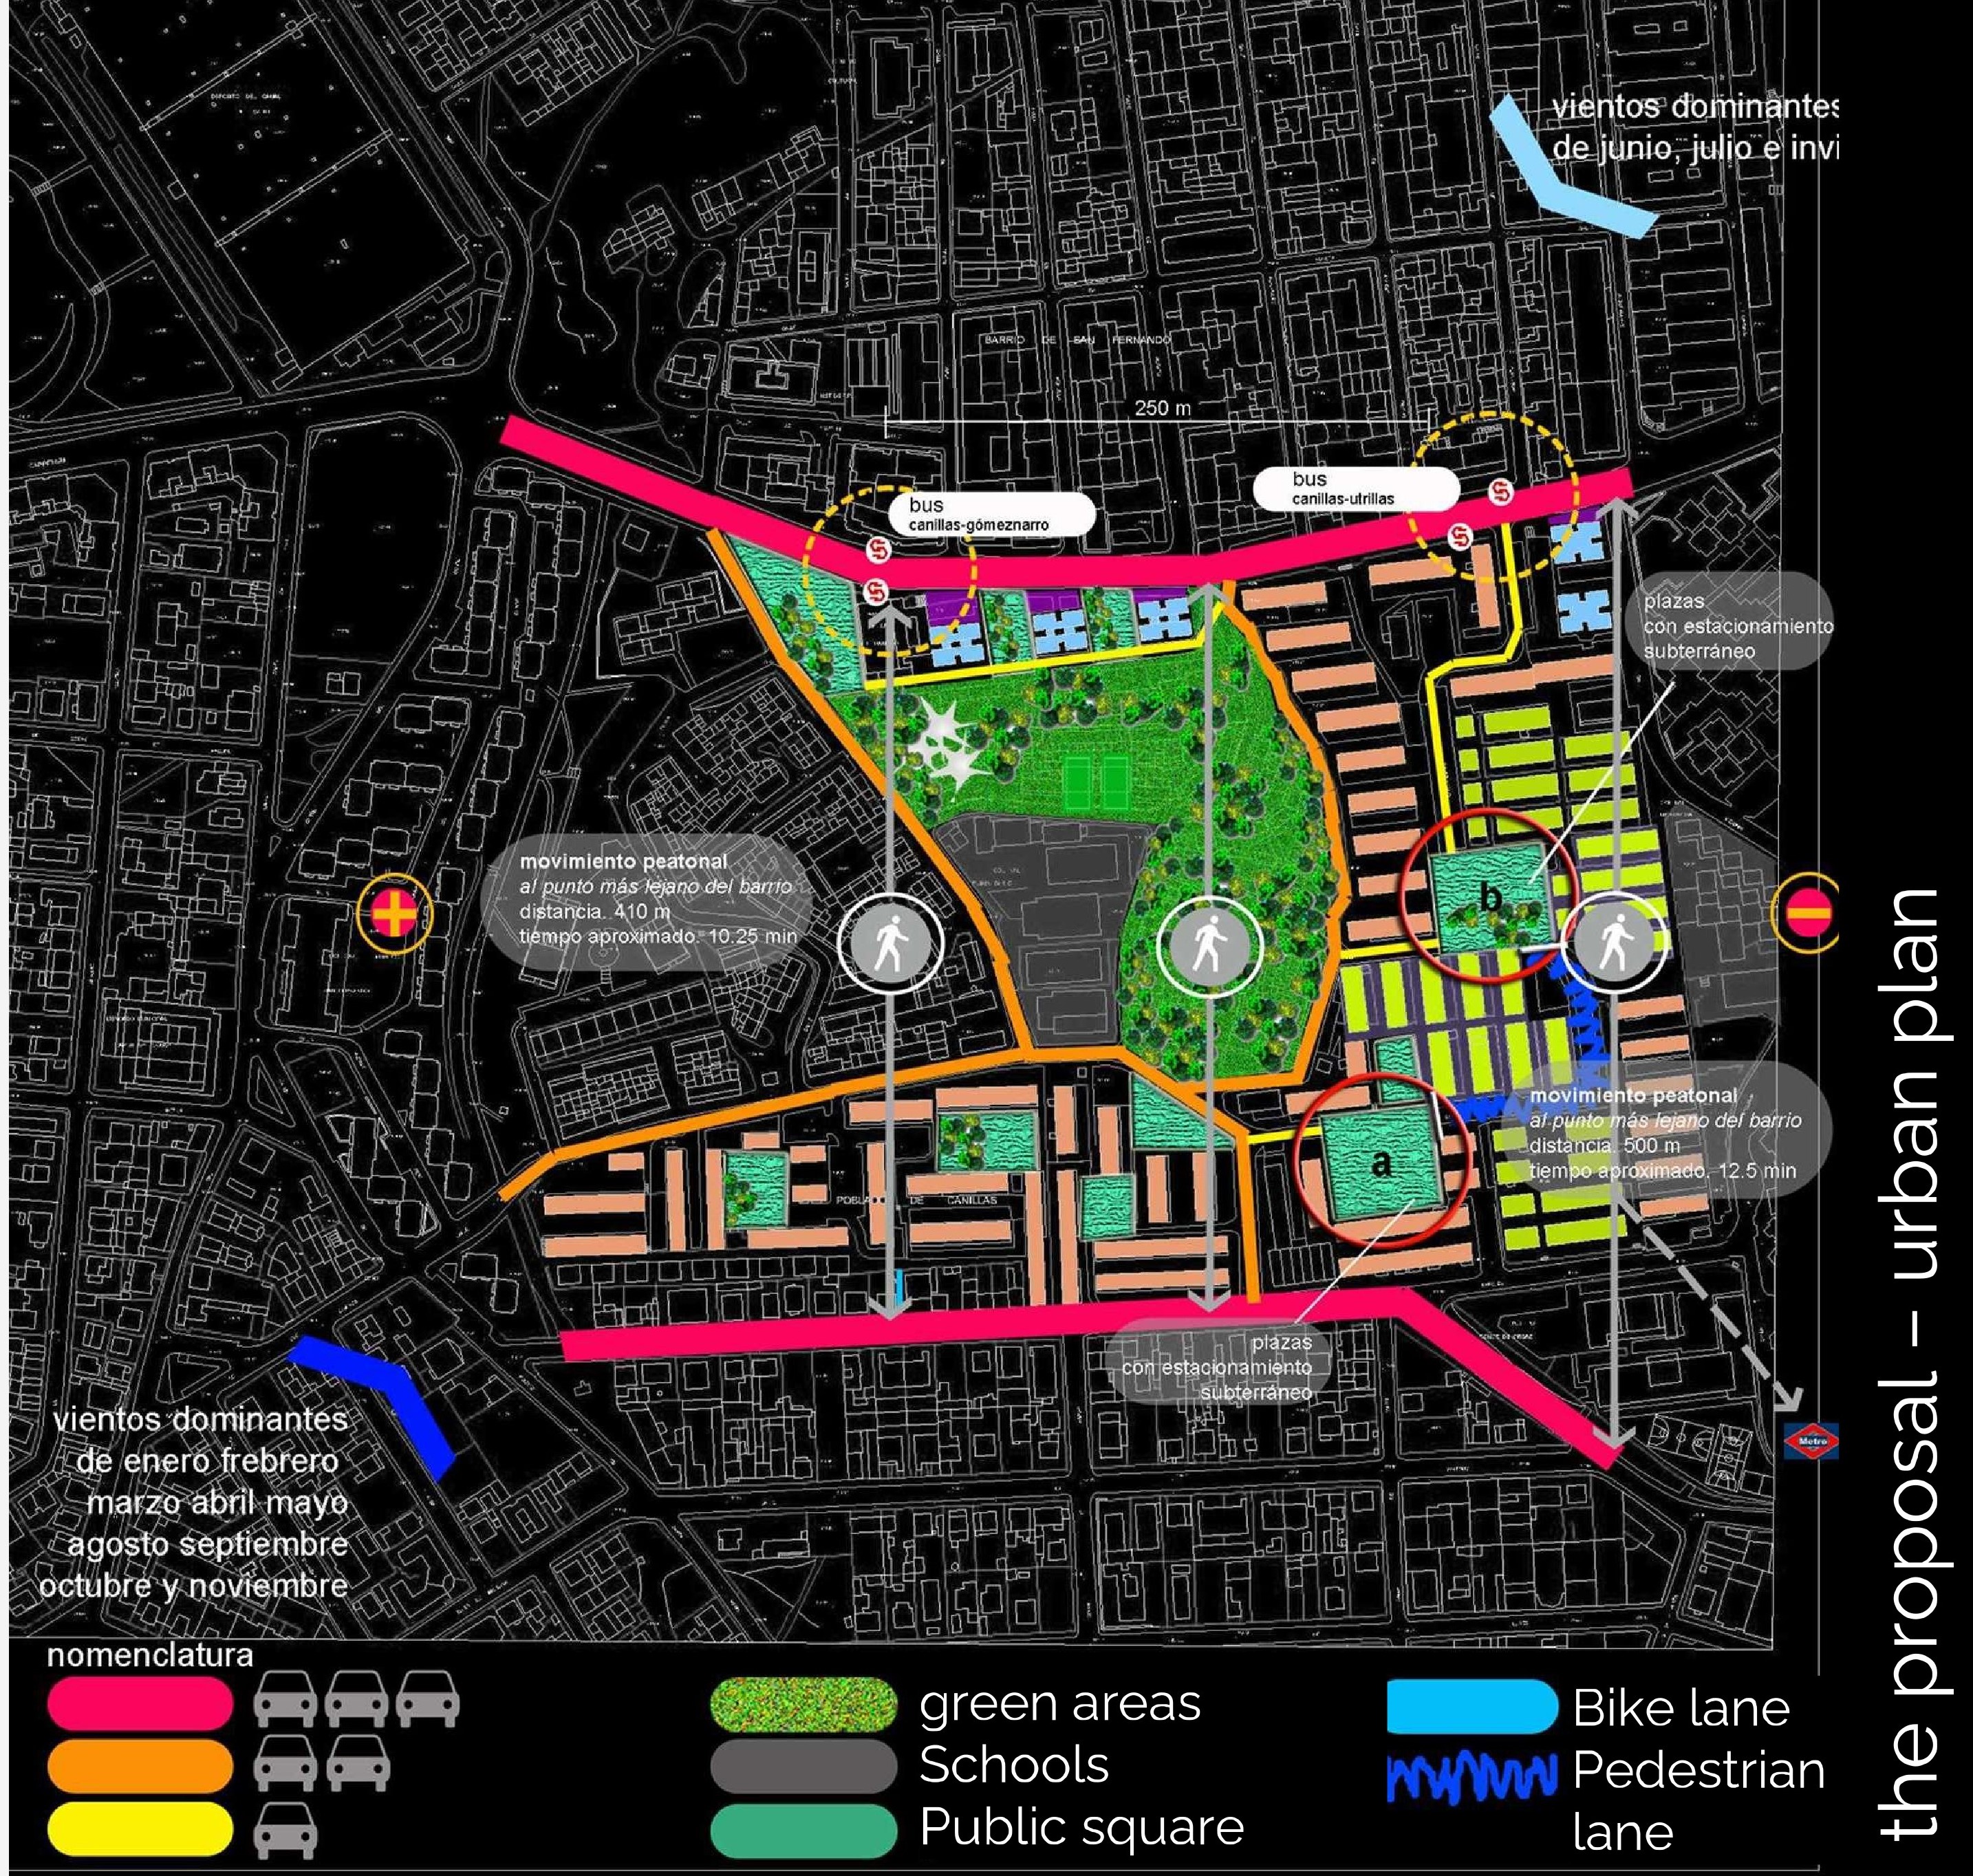 vientos dominantes
de junio, julio e invi
DEPOSITO DEL CANAL
BARRIO DE SAN FERNANDO
250 m
bus
canillas-utrillas
bus
canillas-gómeznarro
plazas
con estacionamiento
subterráneo
movimiento peatonal
al punto más lejano del barrio
distancia. 410 m
tiempo aproximado. 10.25 min
b
movimiento peatonal
al punto más lejano del barrio
distancia. 500 m
tiempo aproximado. 12.5 min
a
POBLADO DE CANILLAS
plazas
con estacionamiento
subterráneo
Metro
vientos dominantes
de enero frebrero
marzo abril mayo
agosto septiembre
octubre y noviembre
nomenclatura
green areas
Schools
Public square
Bike lane
Pedestrian
lane
the proposal – urban plan